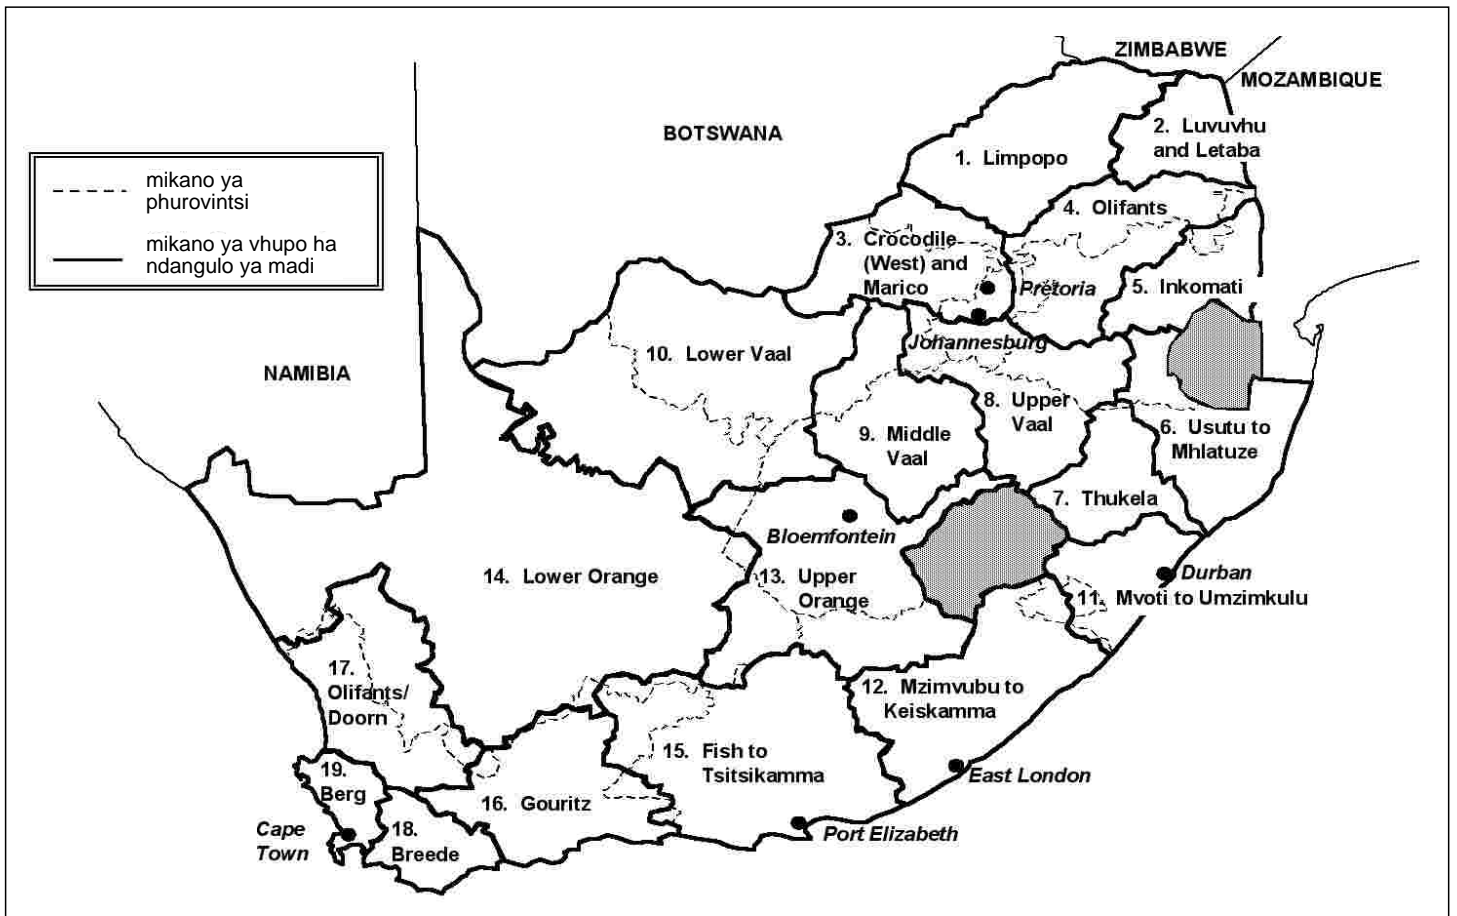 ZIMBABWE
MOZAMBIQUE
BOTSWANA
2. Luvuvhu
and Letaba
1. Limpopo
mikano ya
phurovintsi
mikano ya vhupo ha
ndangulo ya madi
4. Olifants
3. Crocodile
(West) and
Marico
Pretoria
5. Inkomati
Johannesburg
10. Lower Vaal
NAMIBIA
8. Upper
Vaal
9. Middle
Vaal
6. Usutu to
Mhlatuze
7. Thukela
Bloemfontein
14. Lower Orange
13. Upper
Orange
Durban
11. Mvoti to Umzimkulu
17.
Olifants/
Doorn
12. Mzimvubu to
Keiskamma
15. Fish to
Tsitsikamma
East London
19.
Berg
16. Gouritz
Cape
Town
18.
Breede
Port Elizabeth